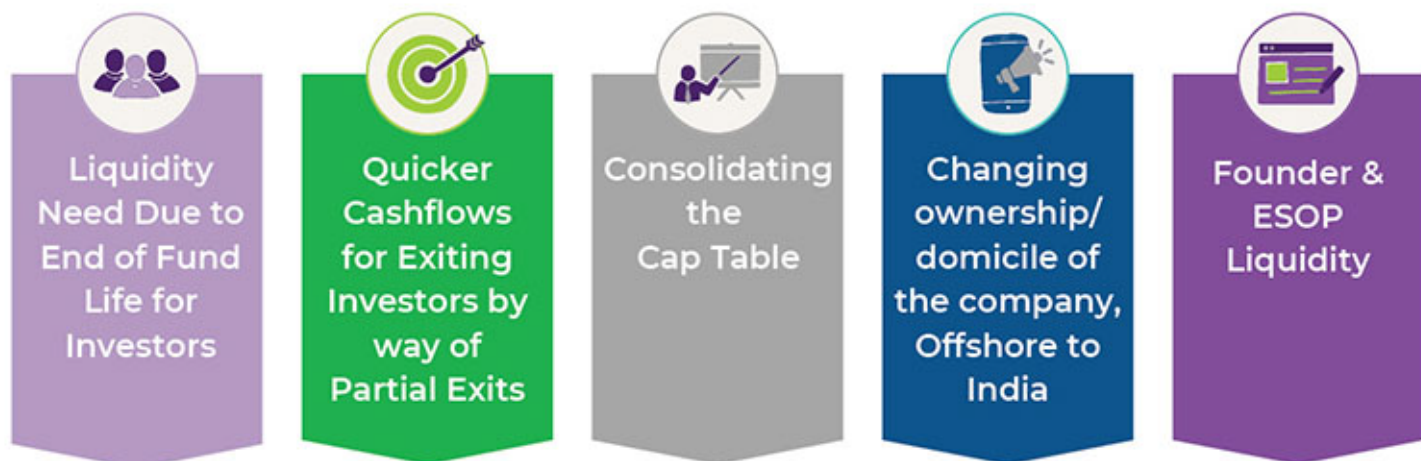 Liquidity
Need Due to
End of Fund
Life for
Investors
Quicker
Cashflows
for Exiting
Investors by
way of
Partial Exits
Consolidating
the
Cap Table
Changing
ownership/
domicile of
the company,
Offshore to
India
Founder &
ESOP
Liquidity